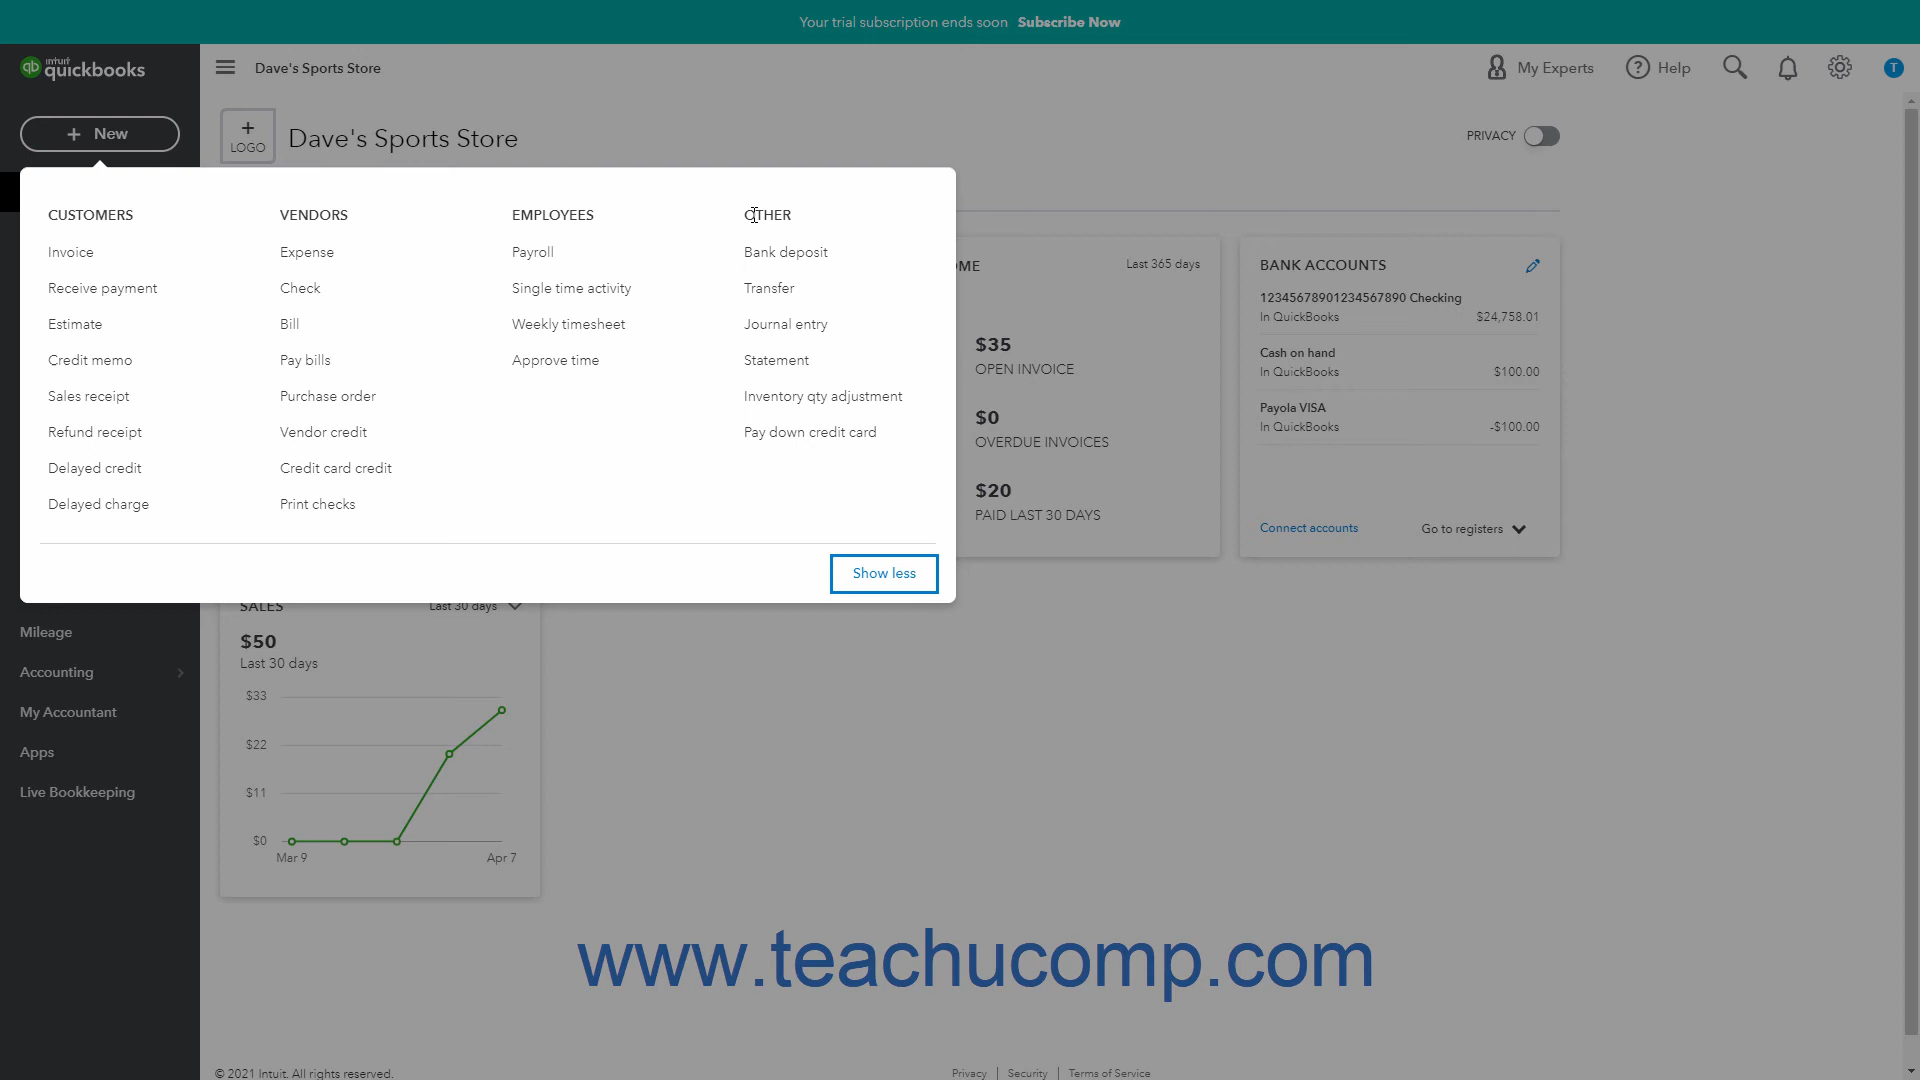 Your trial subscription ends soon Subscribe Now
intuit
quickbooks
Dave's Sports Store
My Experts
Help
T
+ New
+
LOGO
Dave's Sports Store
PRIVACY
CUSTOMERS
Invoice
Receive payment
Estimate
Credit memo
Sales receipt
Refund receipt
Delayed credit
Delayed charge
VENDORS
Expense
Check
Bill
Pay bills
Purchase order
Vendor credit
Credit card credit
Print checks
EMPLOYEES
Payroll
Single time activity
Weekly timesheet
Approve time
OTHER
Bank deposit
Transfer
Journal entry
Statement
Inventory qty adjustment
Pay down credit card
Show less
Last 365 days
$35
OPEN INVOICE
$0
OVERDUE INVOICES
$20
PAID LAST 30 DAYS
BANK ACCOUNTS
12345678901234567890 Checking
In QuickBooks $24,758.01
Cash on hand
In QuickBooks $100.00
Payola VISA
In QuickBooks -$100.00
Connect accounts
Go to registers
Mileage
Accounting
My Accountant
Apps
Live Bookkeeping
SALES
Last 30 days
$50
Last 30 days
$33
$22
$11
$0
Mar 9
Apr 7
www.teachucomp.com
© 2021 Intuit. All rights reserved.
Privacy | Security | Terms of Service